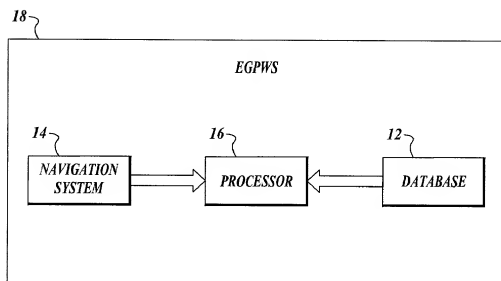 18
EGPWS
14
16
12
NAVIGATION
SYSTEM
PROCESSOR
DATABASE